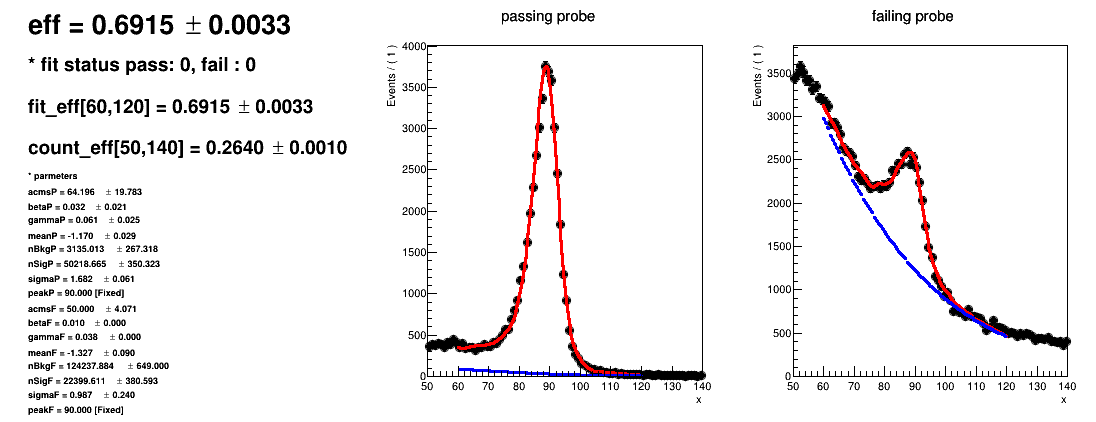 eff = 0.6915 ± 0.0033
* fit status pass: 0, fail : 0
fit_eff[60,120] = 0.6915 ± 0.0033
count_eff[50,140] = 0.2640 ± 0.0010
* parmeters
acmsP = 64.196 ± 19.783
betaP = 0.032 ± 0.021
gammaP = 0.061 ± 0.025
meanP = -1.170 ± 0.029
nBkgP = 3135.013 ± 267.318
nSigP = 50218.665 ± 350.323
sigmaP = 1.682 ± 0.061
peakP = 90.000 [Fixed]
acmsF = 50.000 ± 4.071
betaF = 0.010 ± 0.000
gammaF = 0.038 ± 0.000
meanF = -1.327 ± 0.090
nBkgF = 124237.884 ± 649.000
nSigF = 22399.611 ± 380.593
sigmaF = 0.987 ± 0.240
peakF = 90.000 [Fixed]
passing probe
Events / ( 1 )
4000
3500
3000
2500
2000
1500
1000
500
0
50 60 70 80 90 100 110 120 130 140
x
failing probe
Events / ( 1 )
3500
3000
2500
2000
1500
1000
500
0
50 60 70 80 90 100 110 120 130 140
x